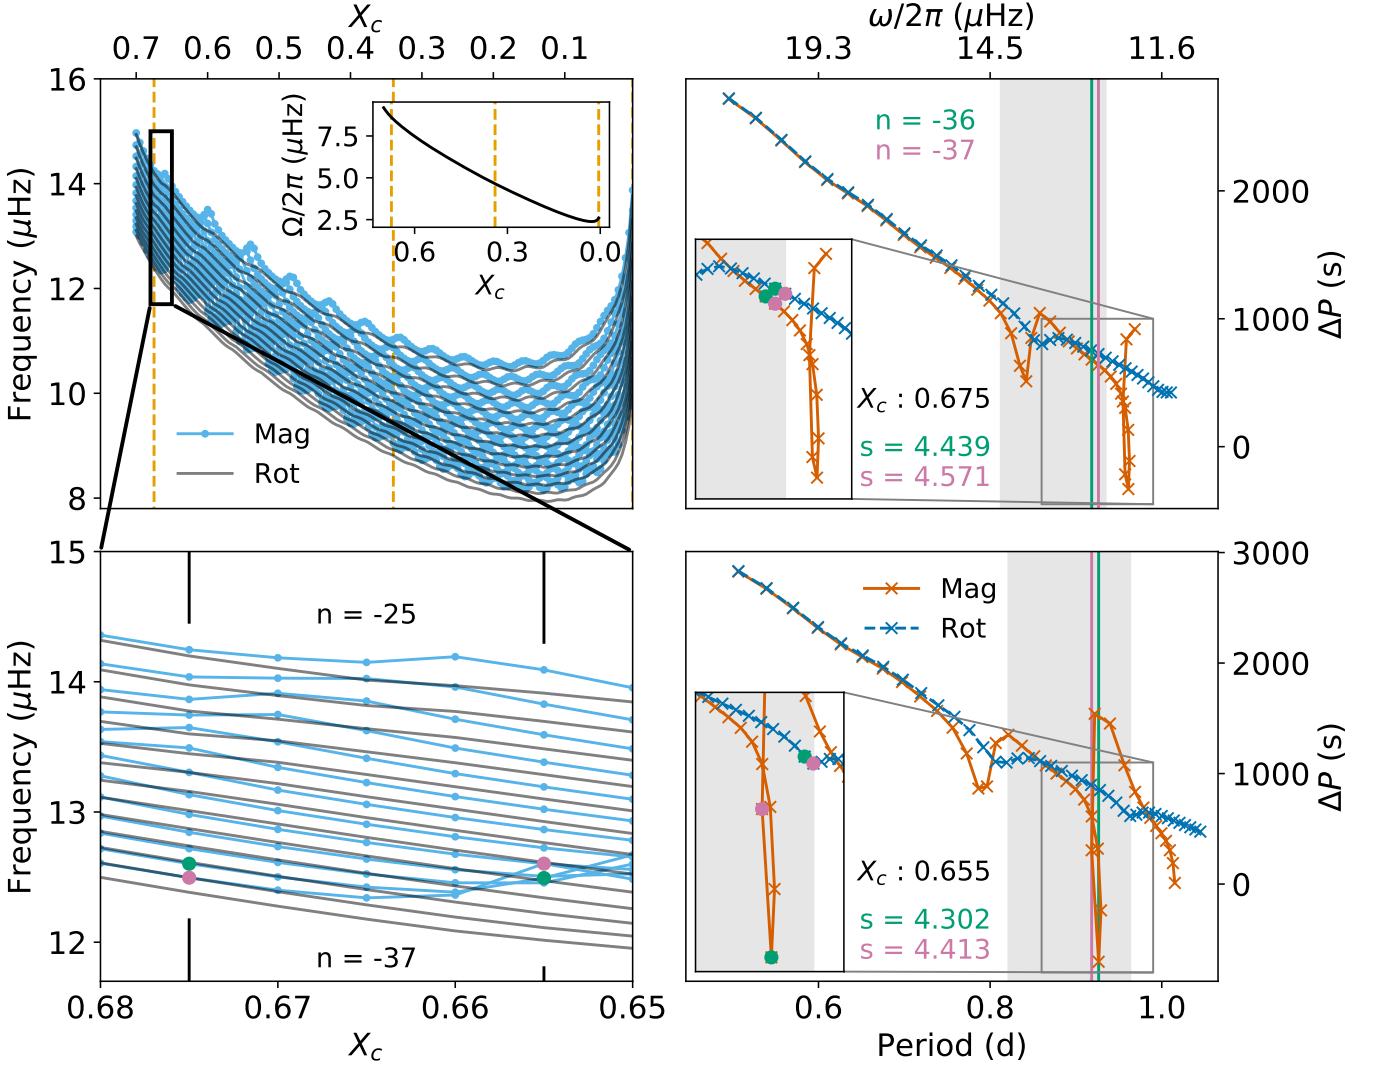 X_c
0.7 0.6 0.5 0.4 0.3 0.2 0.1
16
14
12
10
8
Frequency (μHz)
Mag
Rot
Ω/2π (μHz)
7.5
5.0
2.5
0.6 0.3 0.0
X_c
ω/2π (μHz)
19.3 14.5 11.6
n = -36
n = -37
X_c : 0.675
s = 4.439
s = 4.571
2000
1000
0
ΔP (s)
15
14
13
12
Frequency (μHz)
n = -25
n = -37
0.68 0.67 0.66 0.65
X_c
Mag
Rot
X_c : 0.655
s = 4.302
s = 4.413
3000
2000
1000
0
ΔP (s)
0.6 0.8 1.0
Period (d)